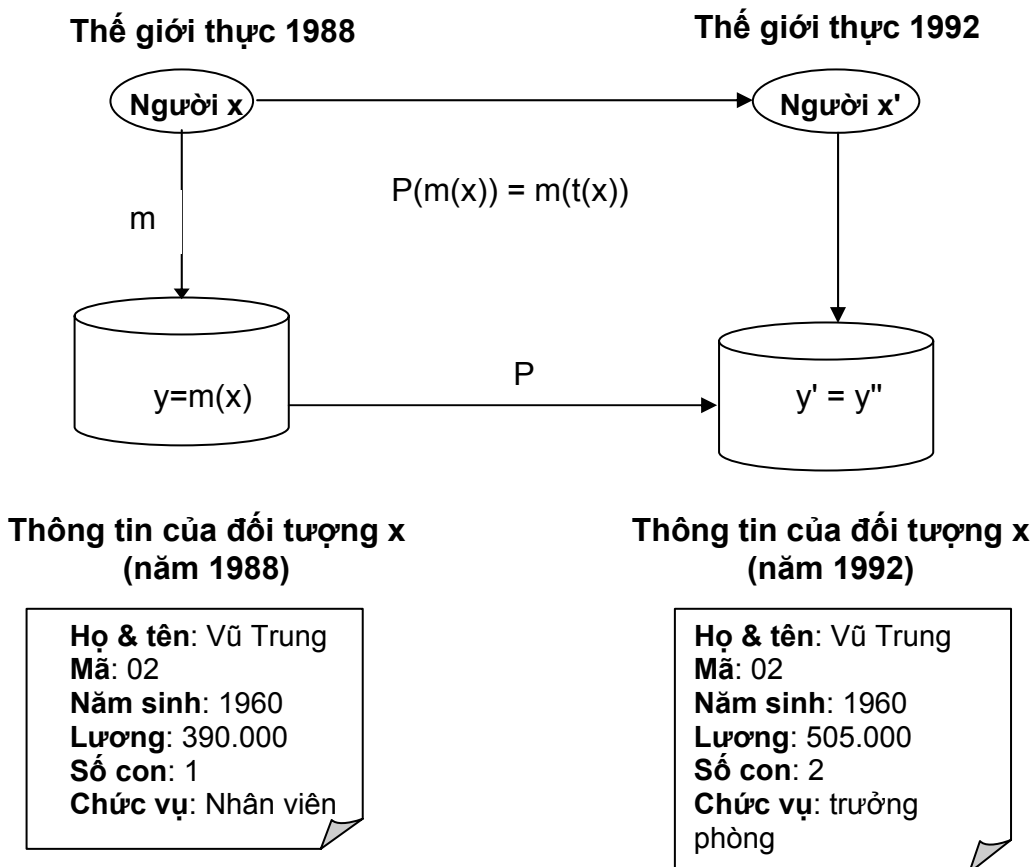 Thế giới thực 1988
Thế giới thực 1992
Người x
Người x'
P(m(x)) = m(t(x))
m
P
y=m(x)
y' = y"
Thông tin của đối tượng x
(năm 1988)
Thông tin của đối tượng x
(năm 1992)
Họ & tên: Vũ Trung
Mã: 02
Năm sinh: 1960
Lương: 390.000
Số con: 1
Chức vụ: Nhân viên
Họ & tên: Vũ Trung
Mã: 02
Năm sinh: 1960
Lương: 505.000
Số con: 2
Chức vụ: trưởng
phòng